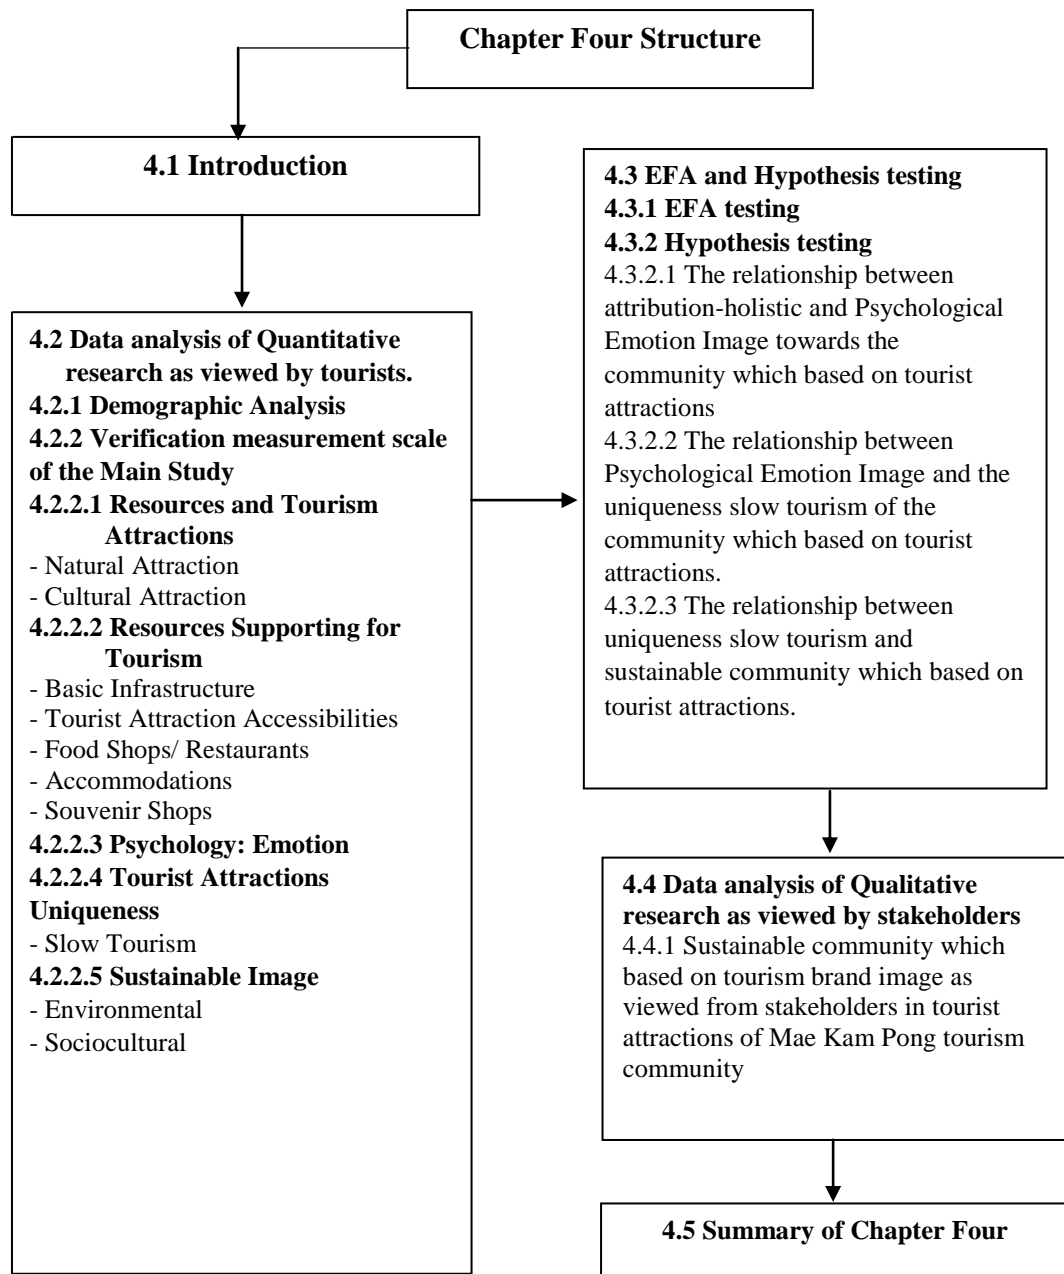 Chapter Four Structure
4.1 Introduction
4.2 Data analysis of Quantitative
research as viewed by tourists.
4.2.1 Demographic Analysis
4.2.2 Verification measurement scale
of the Main Study
4.2.2.1 Resources and Tourism
Attractions
- Natural Attraction
- Cultural Attraction
4.2.2.2 Resources Supporting for
Tourism
- Basic Infrastructure
- Tourist Attraction Accessibilities
- Food Shops/ Restaurants
- Accommodations
- Souvenir Shops
4.2.2.3 Psychology: Emotion
4.2.2.4 Tourist Attractions
Uniqueness
- Slow Tourism
4.2.2.5 Sustainable Image
- Environmental
- Sociocultural
4.3 EFA and Hypothesis testing
4.3.1 EFA testing
4.3.2 Hypothesis testing
4.3.2.1 The relationship between
attribution-holistic and Psychological
Emotion Image towards the
community which based on tourist
attractions
4.3.2.2 The relationship between
Psychological Emotion Image and the
uniqueness slow tourism of the
community which based on tourist
attractions.
4.3.2.3 The relationship between
uniqueness slow tourism and
sustainable community which based on
tourist attractions.
4.4 Data analysis of Qualitative
research as viewed by stakeholders
4.4.1 Sustainable community which
based on tourism brand image as
viewed from stakeholders in tourist
attractions of Mae Kam Pong tourism
community
4.5 Summary of Chapter Four